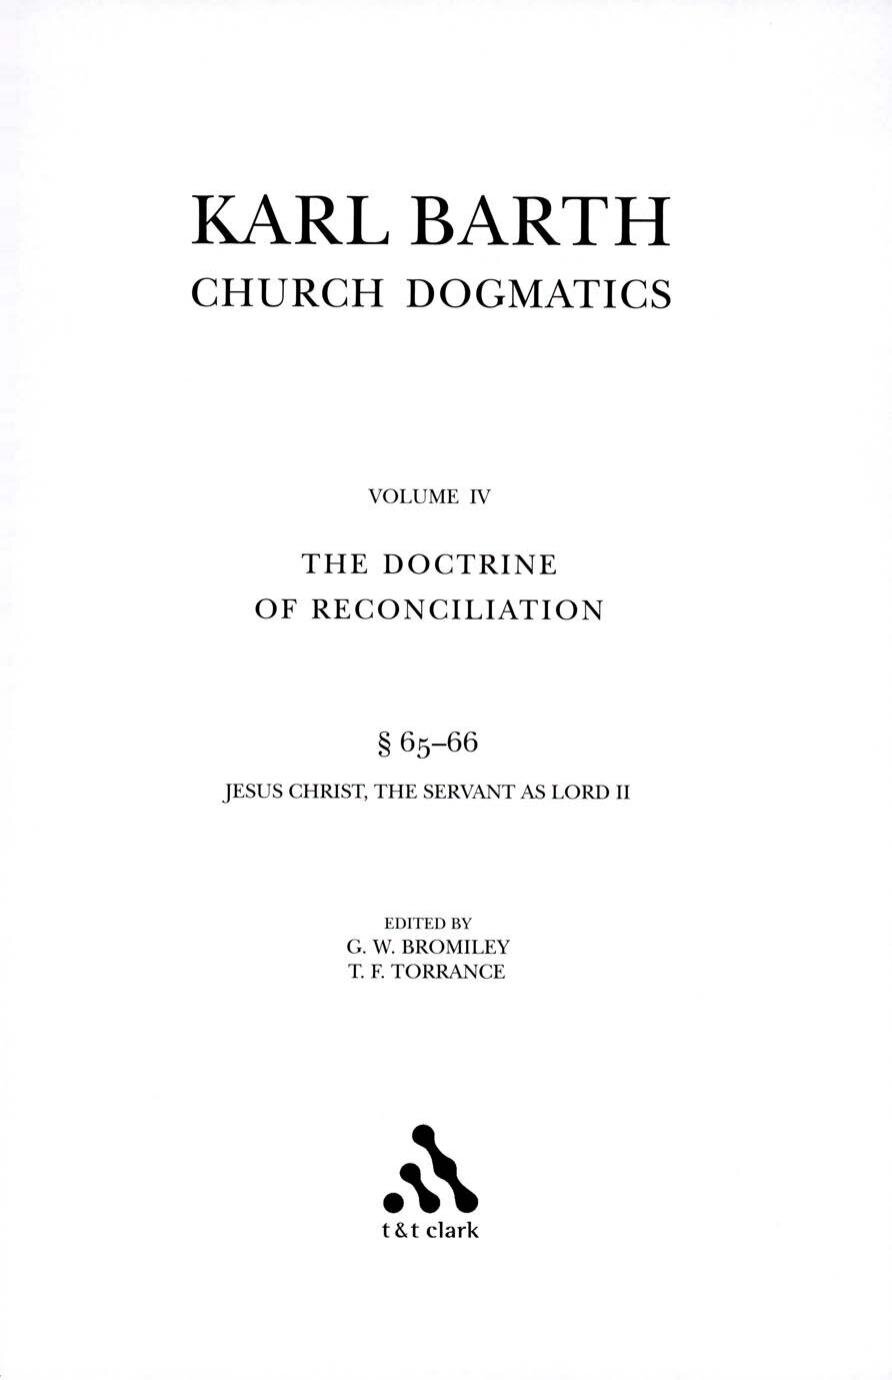 KARL BARTH
CHURCH DOGMATICS
VOLUME IV
THE DOCTRINE
OF RECONCILIATION
§ 65–66
JESUS CHRIST, THE SERVANT AS LORD II
EDITED BY
G. W. BROMILEY
T. F. TORRANCE
t&t clark